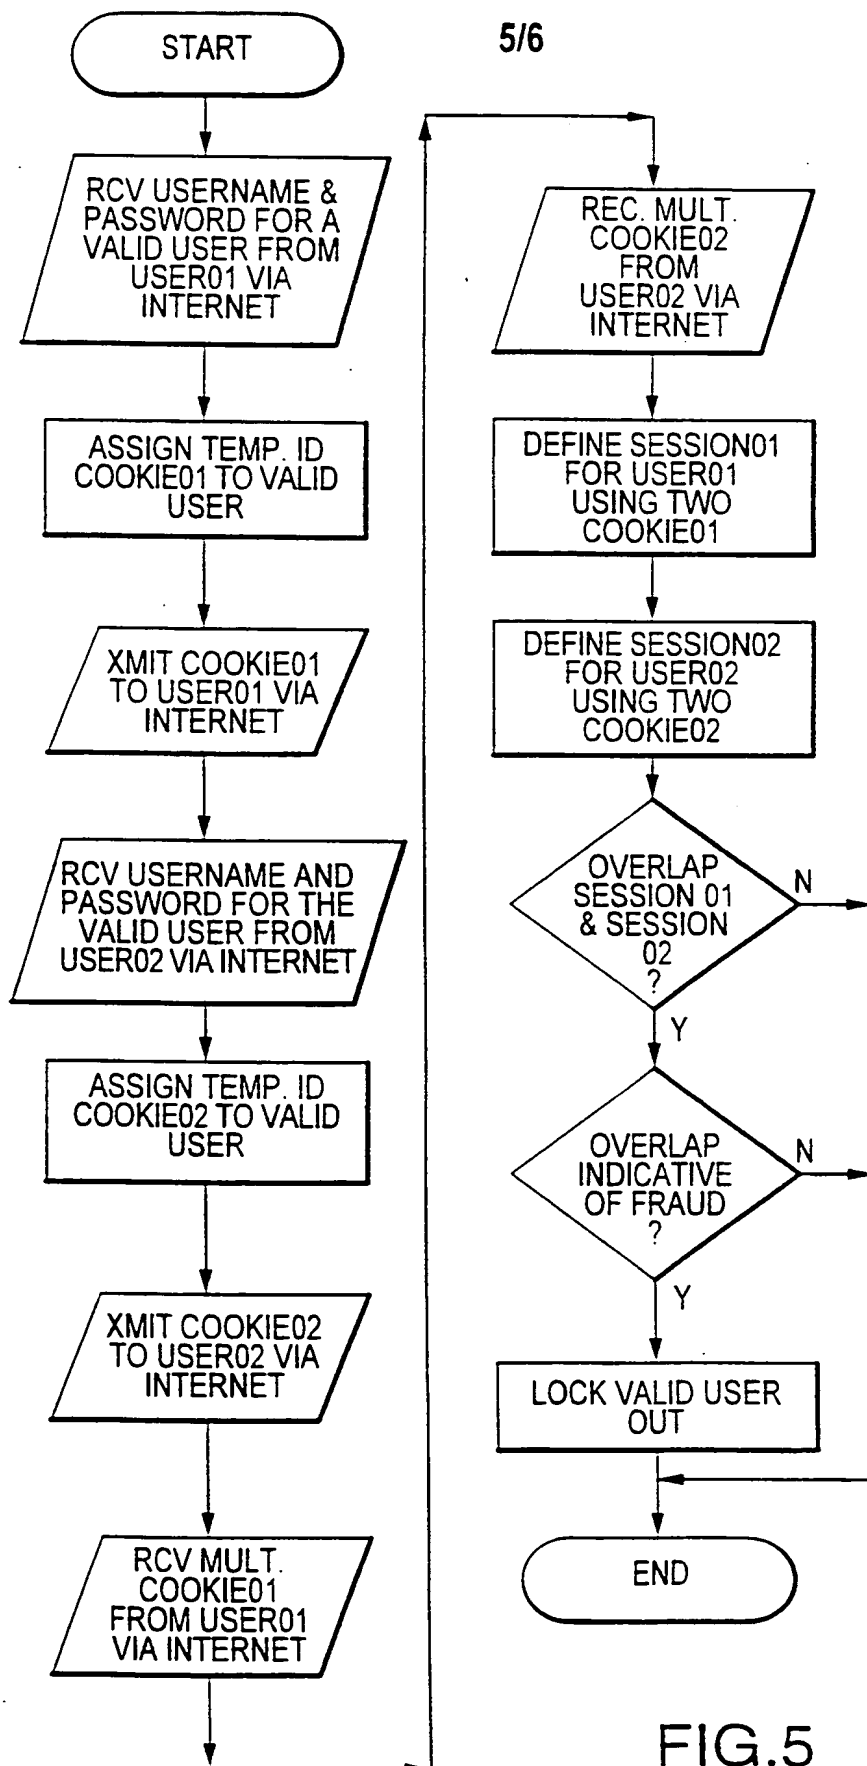 5/6
START
RCV USERNAME &
PASSWORD FOR A
VALID USER FROM
USER01 VIA
INTERNET
ASSIGN TEMP. ID
COOKIE01 TO VALID
USER
XMIT COOKIE01
TO USER01 VIA
INTERNET
RCV USERNAME AND
PASSWORD FOR THE
VALID USER FROM
USER02 VIA INTERNET
ASSIGN TEMP. ID
COOKIE02 TO VALID
USER
XMIT COOKIE02
TO USER02 VIA
INTERNET
RCV MULT.
COOKIE01
FROM USER01
VIA INTERNET
REC. MULT.
COOKIE02
FROM
USER02 VIA
INTERNET
DEFINE SESSION01
FOR USER01
USING TWO
COOKIE01
DEFINE SESSION02
FOR USER02
USING TWO
COOKIE02
OVERLAP
SESSION 01
& SESSION
02
?
N
Y
OVERLAP
INDICATIVE
OF FRAUD
?
N
Y
LOCK VALID USER
OUT
END
FIG.5